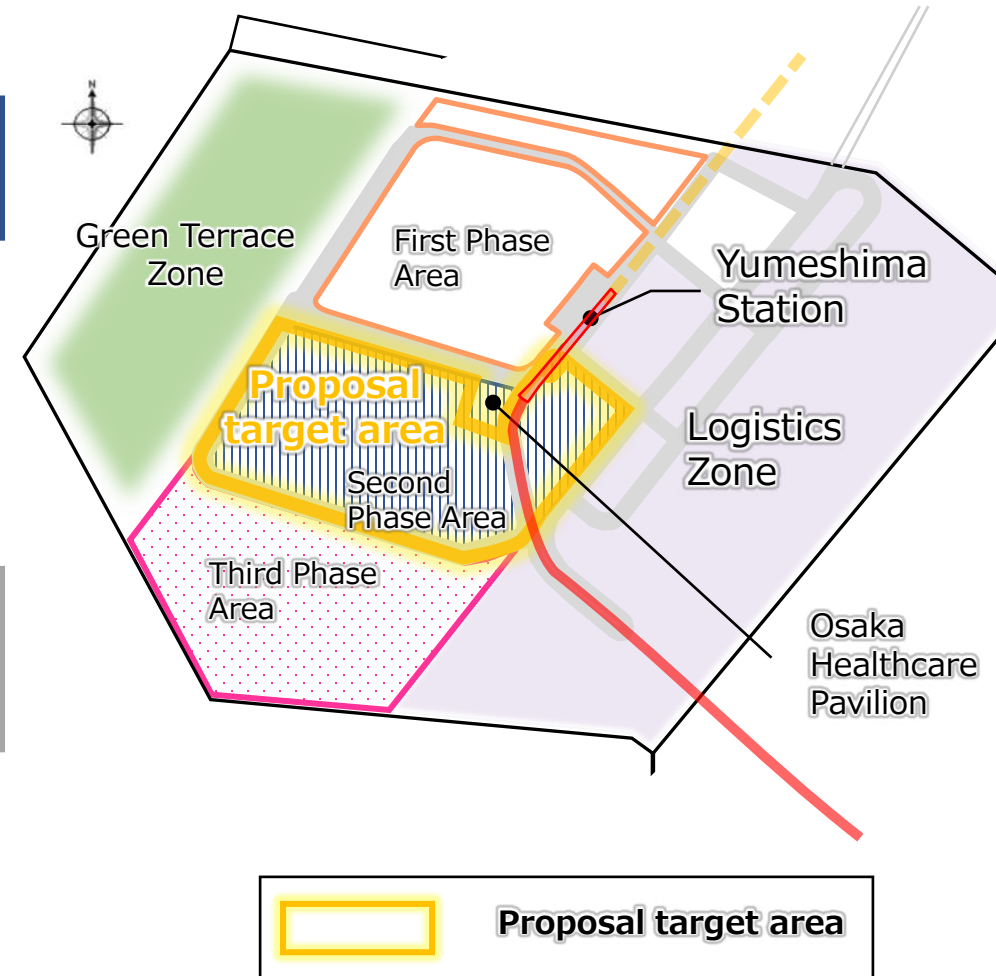 N
Green Terrace
Zone
First Phase
Area
Yumeshima
Station
Proposal
target area
Second
Phase Area
Logistics
Zone
Third Phase
Area
Osaka
Healthcare
Pavilion
Proposal target area